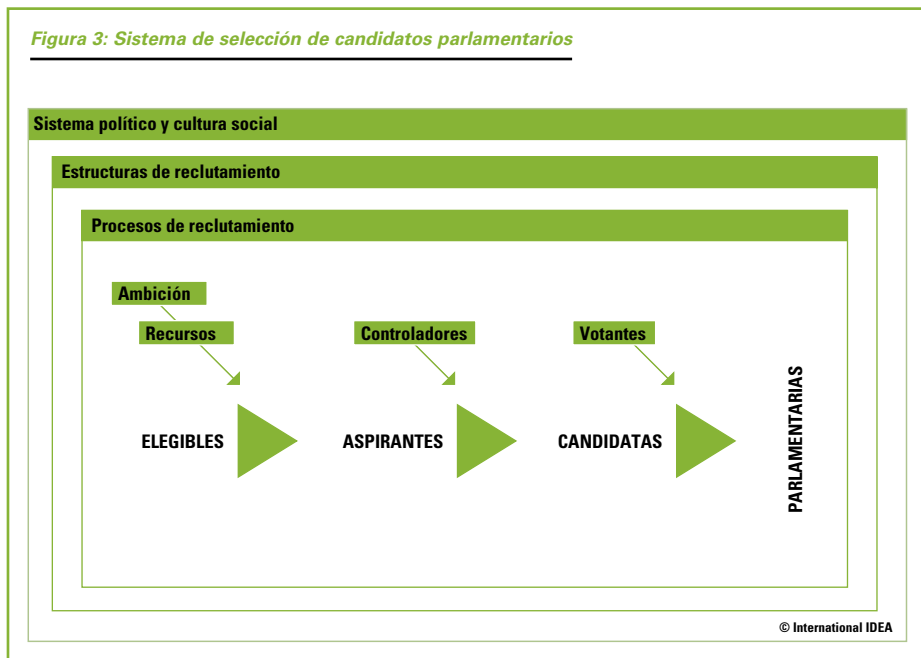 Figura 3: Sistema de selección de candidatos parlamentarios
Sistema político y cultura social
Estructuras de reclutamiento
Procesos de reclutamiento
Ambición
Recursos
Controladores
Votantes
ELEGIBLES
ASPIRANTES
CANDIDATAS
PARLAMENTARIAS
© International IDEA